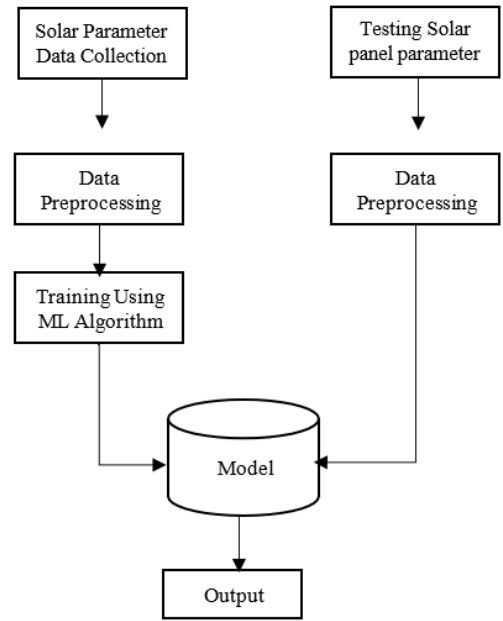 Solar Parameter
Data Collection
Testing Solar
panel parameter
Data
Preprocessing
Data
Preprocessing
Training Using
ML Algorithm
Model
Output